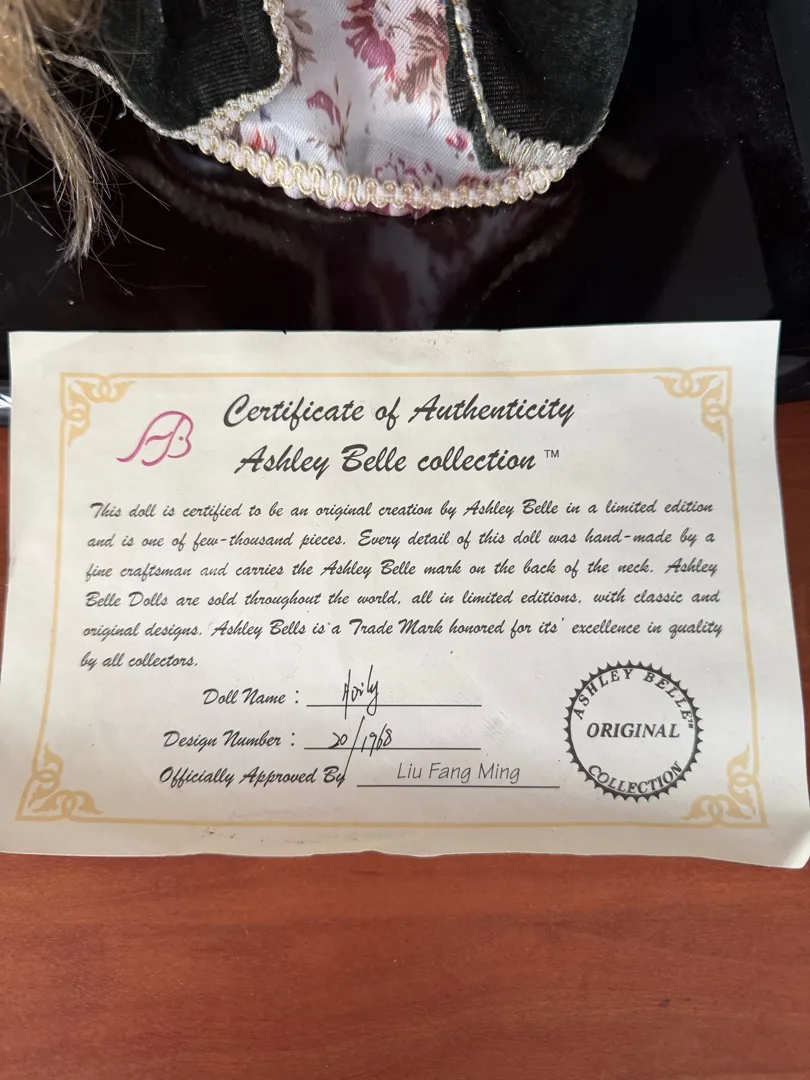 AB
Certificate of Authenticity
Ashley Belle collection™
This doll is certified to be an original creation by Ashley Belle in a limited edition
and is one of few-thousand pieces. Every detail of this doll was hand-made by a
fine craftsman and carries the Ashley Belle mark on the back of the neck. Ashley
Belle Dolls are sold throughout the world, all in limited editions, with classic and
original designs. Ashley Bells is a Trade Mark honored for its' excellence in quality
by all collectors.
Doll Name :
Design Number : 20/1968
Officially Approved By Liu Fang Ming
ASHLEY BELLE™
ORIGINAL
COLLECTION